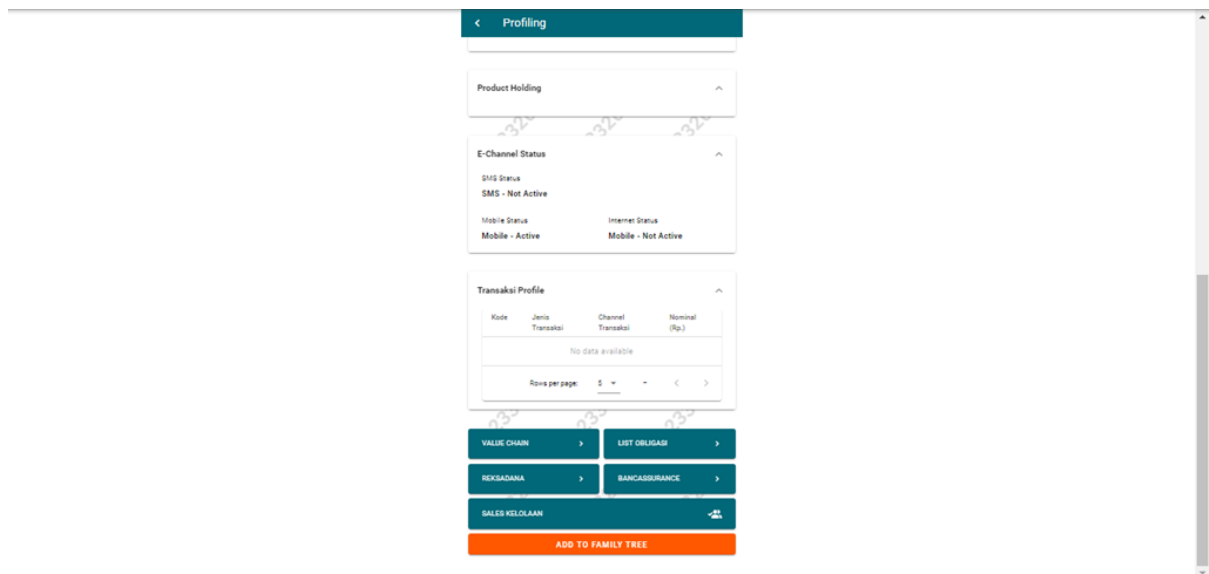 Profiling
Product Holding
E-Channel Status
SMS Status
SMS - Not Active
Mobile Status Internet Status
Mobile - Active Mobile - Not Active
Transaksi Profile
Kode Jenis Transaksi Channel Transaksi Nominal (Rp.)
No data available
Rows per page: 5 -
VALUE CHAIN LIST OBLIGASI
REKSADANA BANCASSURANCE
SALES KELOLAAN
ADD TO FAMILY TREE